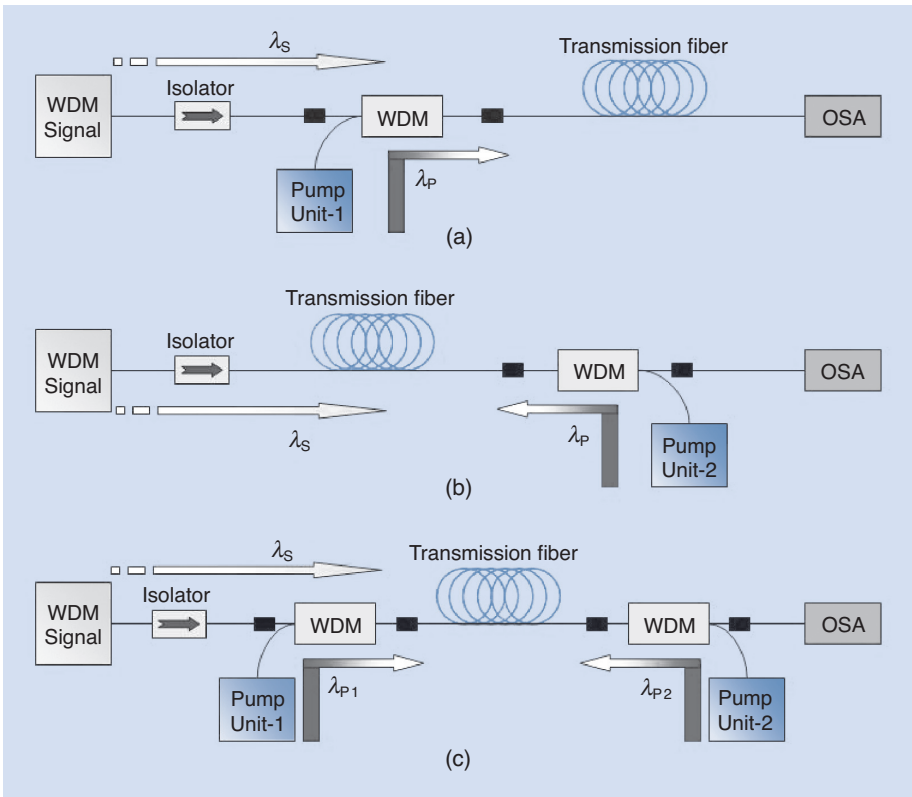 λS
Transmission fiber
WDM
Signal
Isolator
WDM
OSA
Pump
Unit-1
λP
(a)
Transmission fiber
WDM
Signal
Isolator
WDM
OSA
λS
λP
Pump
Unit-2
(b)
λS
Transmission fiber
WDM
Signal
Isolator
WDM
WDM
OSA
Pump
Unit-1
λP1
λP2
Pump
Unit-2
(c)